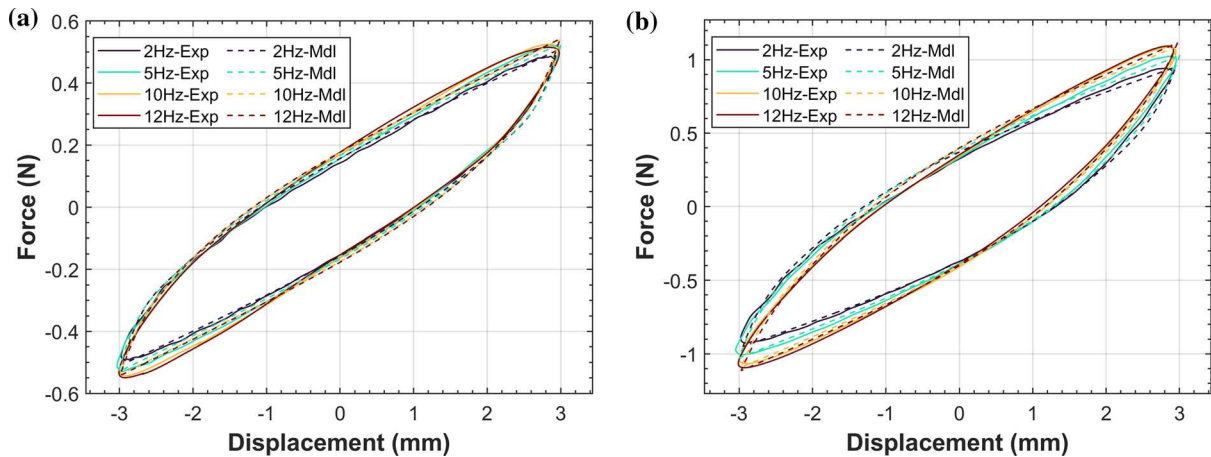 (a)
0.6
0.4
0.2
0
-0.2
-0.4
-0.6
Force (N)
2Hz-Exp 2Hz-Mdl
5Hz-Exp 5Hz-Mdl
10Hz-Exp 10Hz-Mdl
12Hz-Exp 12Hz-Mdl
-3 -2 -1 0 1 2 3
Displacement (mm)
(b)
1
0.5
0
-0.5
-1
Force (N)
2Hz-Exp 2Hz-Mdl
5Hz-Exp 5Hz-Mdl
10Hz-Exp 10Hz-Mdl
12Hz-Exp 12Hz-Mdl
-3 -2 -1 0 1 2 3
Displacement (mm)